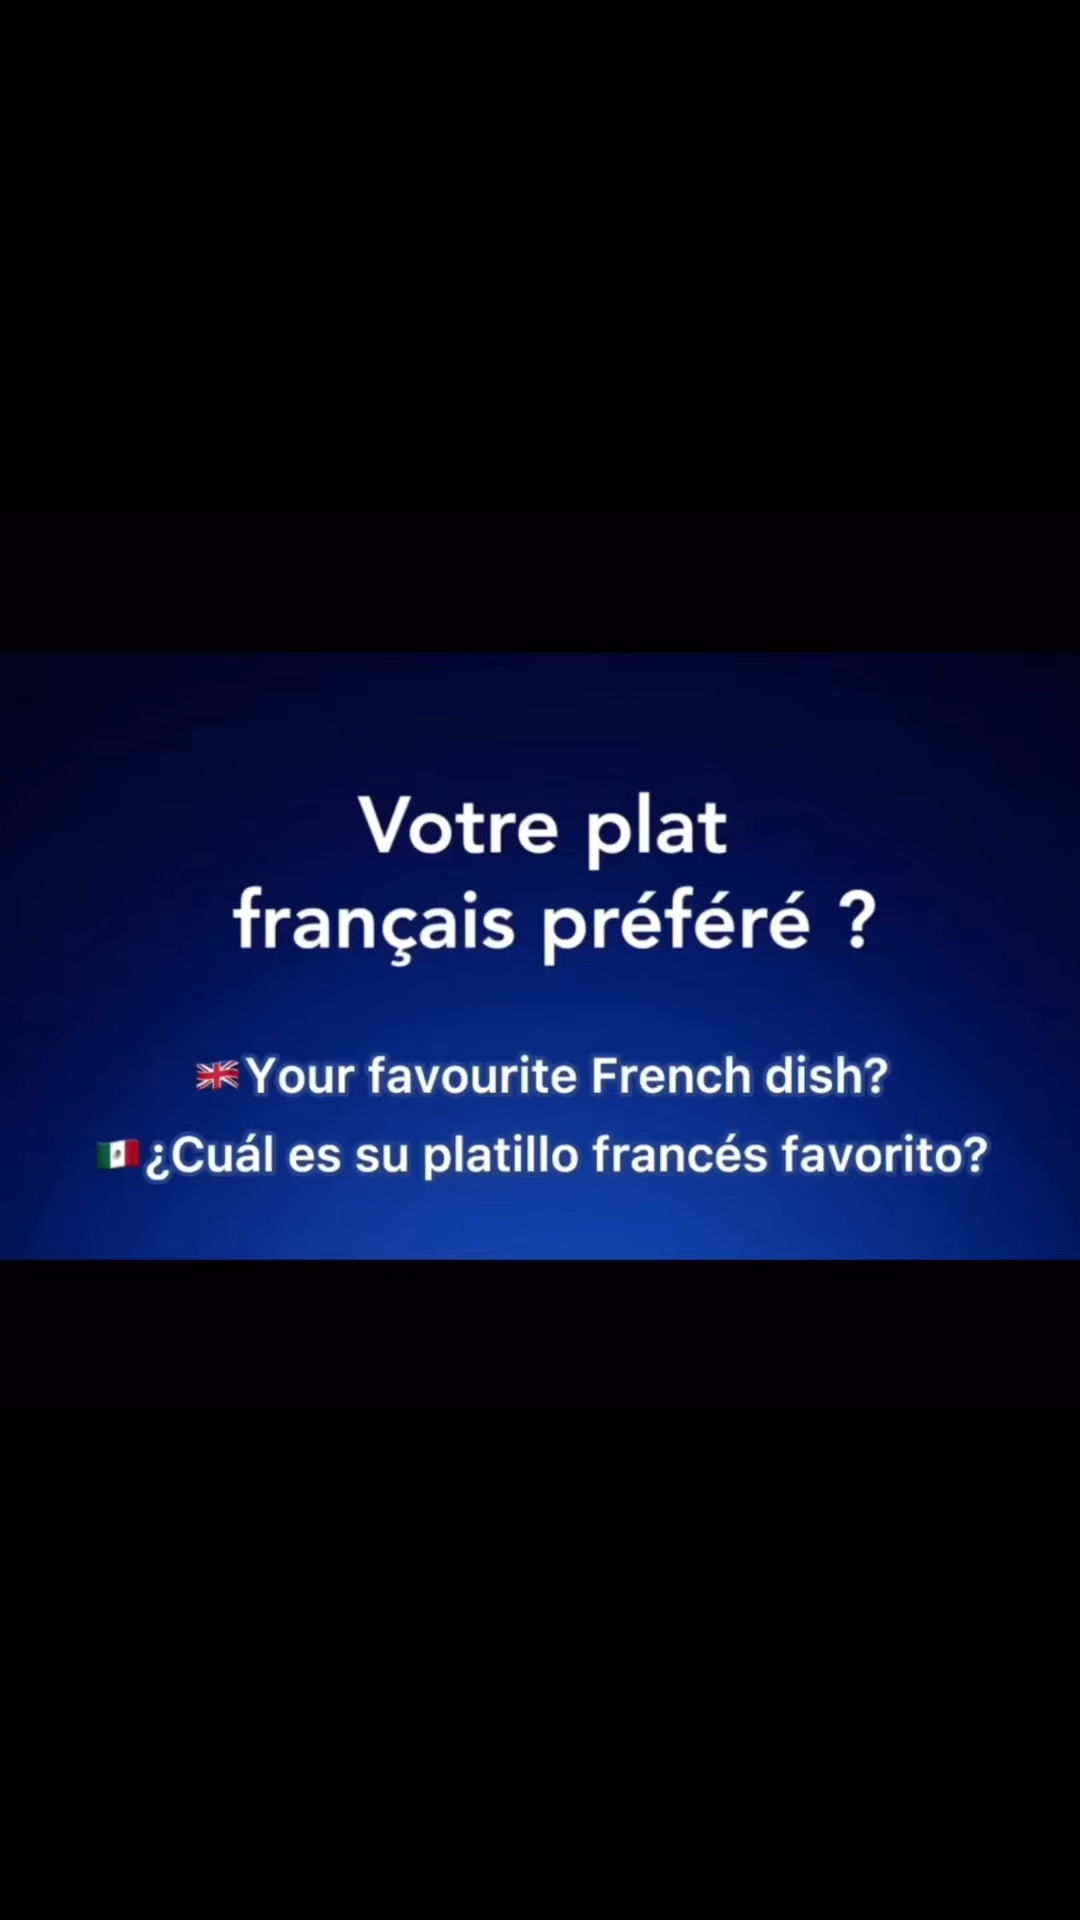 Votre plat
français préféré ?
🇬🇧Your favourite French dish?
🇲🇽¿Cuál es su platillo francés favorito?